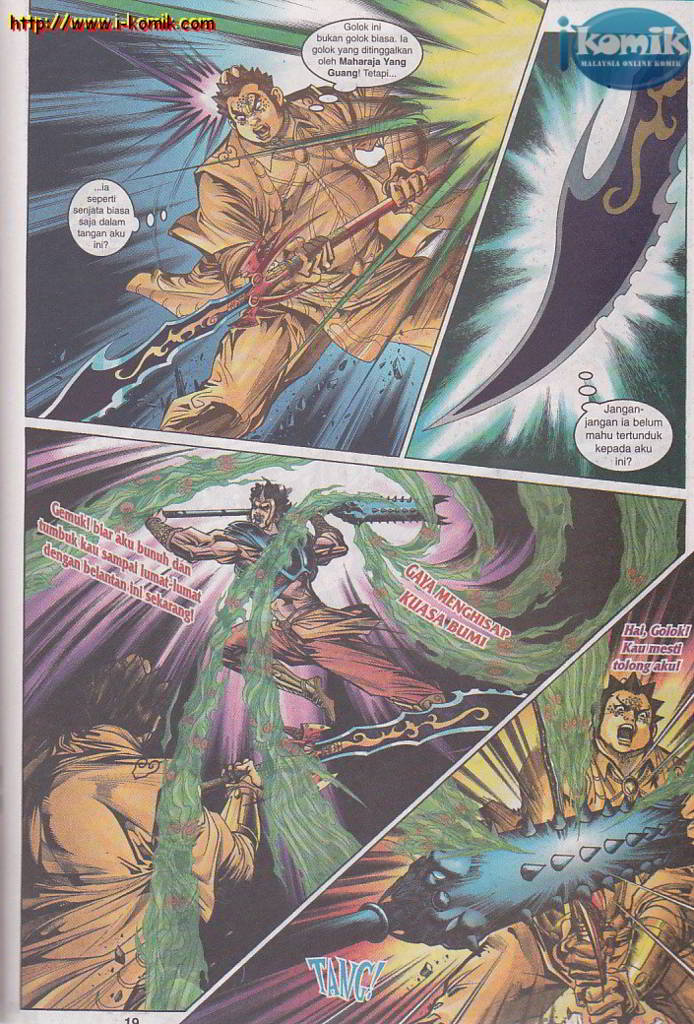 http://www.i-komik.com
ikomik
MALAYSIA ONLINE KOMIK
Golok ini
bukan golok biasa. Ia
golok yang ditinggalkan
oleh Maharaja Yang
Guang! Tetapi...
...ia
seperti
senjata biasa
saja dalam
tangan aku
ini?
Jangan-
jangan ia belum
mahu tertunduk
kepada aku
ini?
Gemuk! biar aku bunuh dan
tumbuk kau sampai lumat-lumat
dengan belantan ini sekarang!
GAYA MENGHISAP
KUASA BUMI
Hai, Golok!
Kau mesti
tolong aku!
TANG!
19